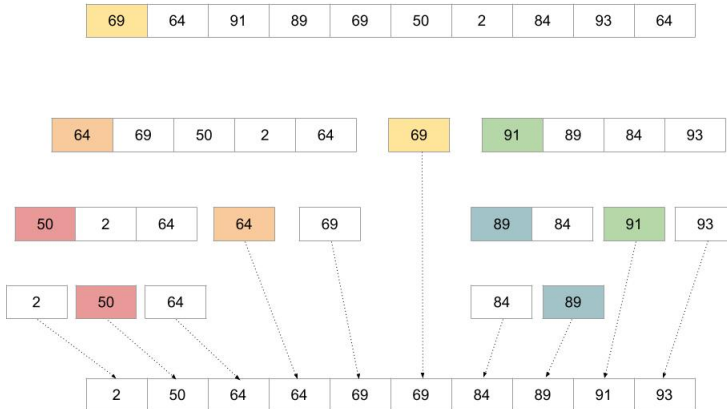 69 64 91 89 69 50 2 84 93 64
64 69 50 2 64 69 91 89 84 93
50 2 64 64 69 89 84 91 93
2 50 64 84 89
2 50 64 64 69 69 84 89 91 93